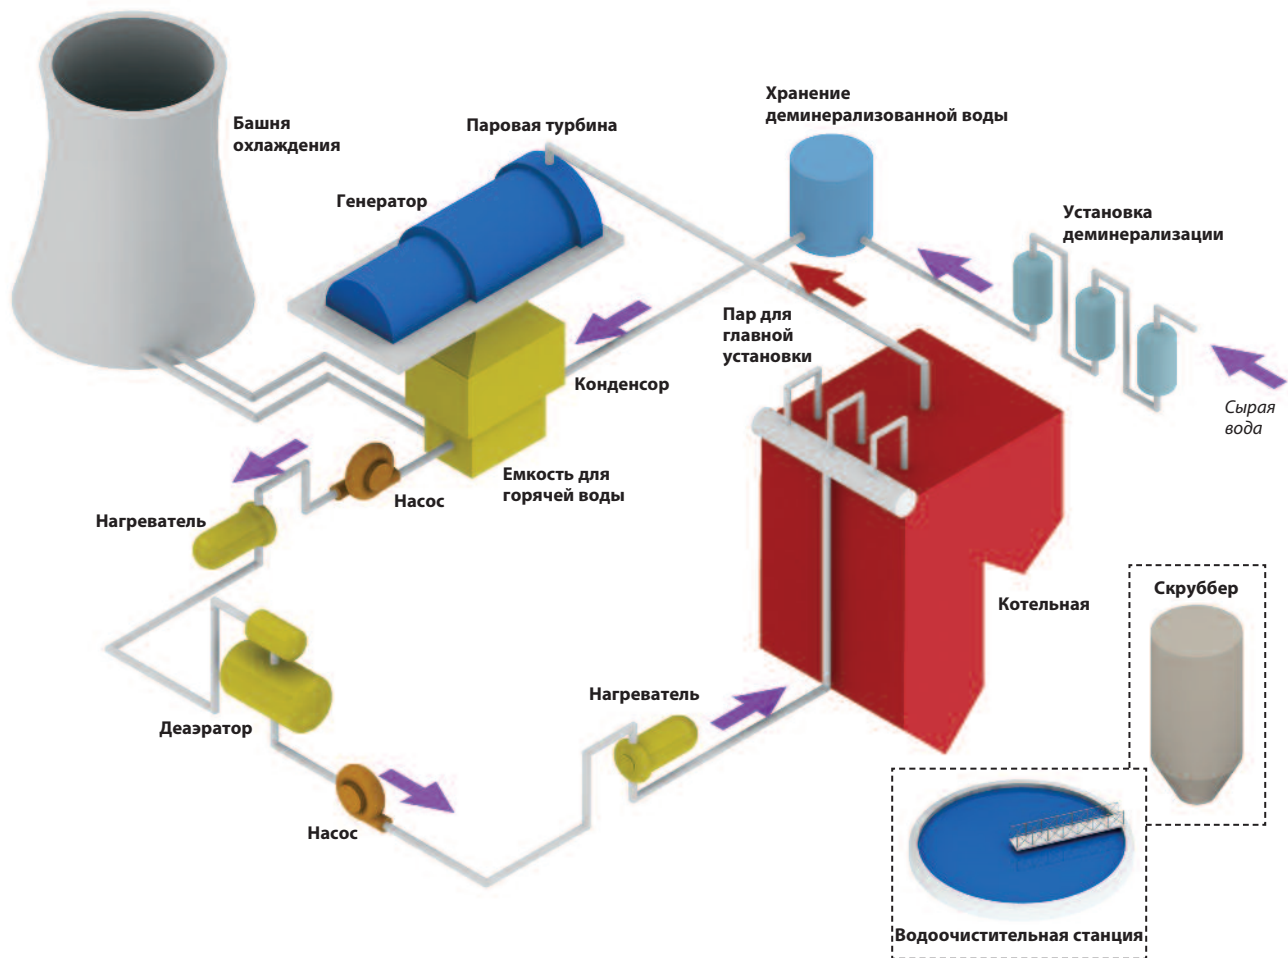 Башня
охлаждения
Паровая турбина
Генератор
Хранение
деминерализованной воды
Установка
деминерализации
Пар для
главной
установки
Конденсор
Сырая
вода
Емкость для
горячей воды
Насос
Нагреватель
Котельная
Скруббер
Нагреватель
Деаэратор
Насос
Водоочистительная станция